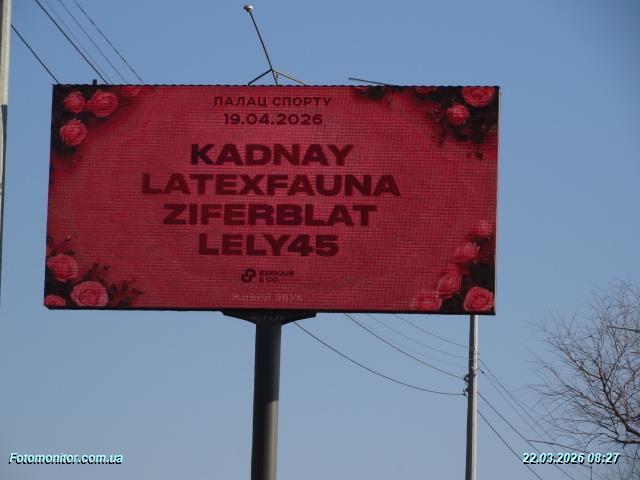 ПАЛАЦ СПОРТУ
19.04.2026
KADNAY
LATEXFAUNA
ZIFERBLAT
LELY45
SERIOUS
& CO.
ЖИВИЙ ЗВУК
Fotomonitor.com.ua
22.03.2026 08:27